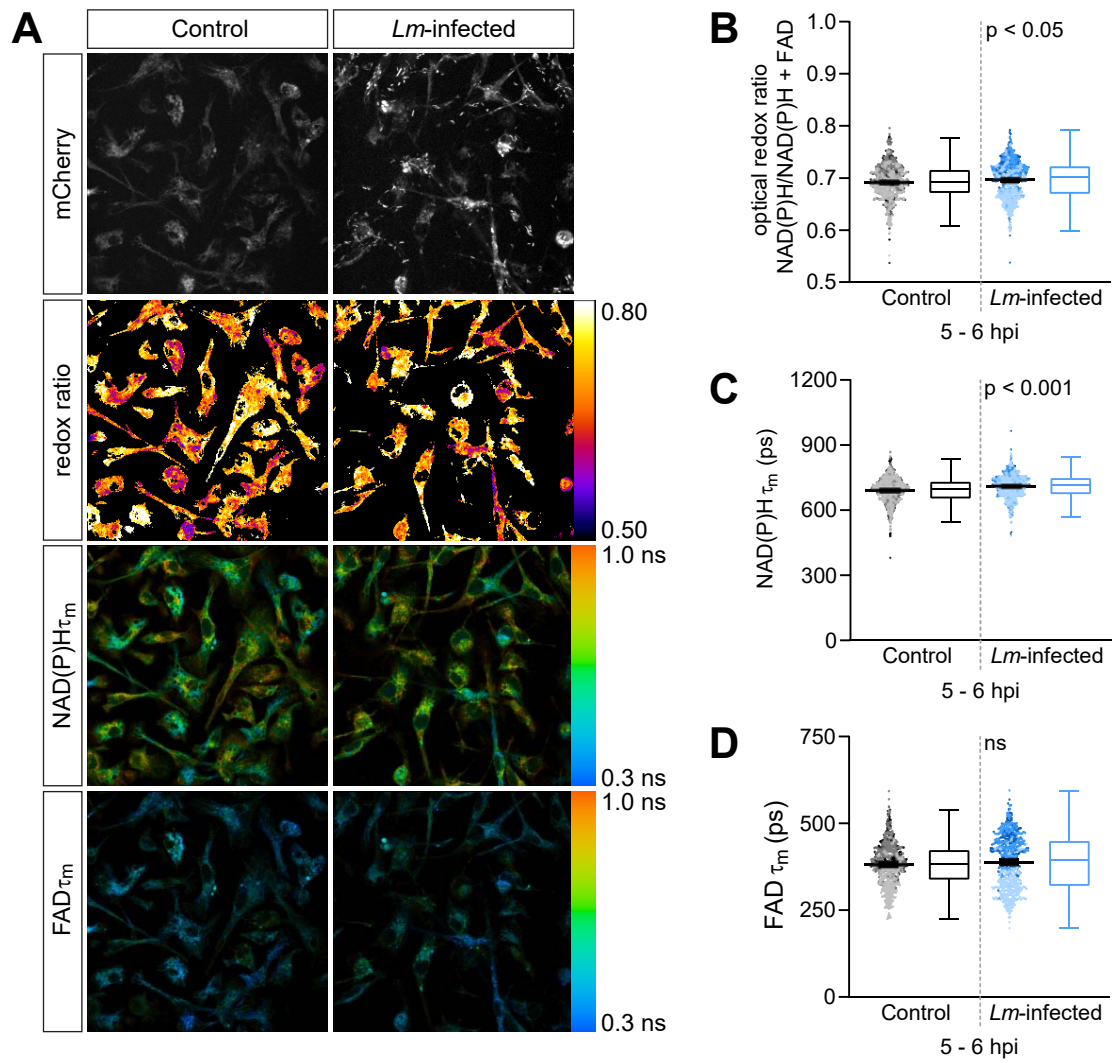 A
Control
Lm-infected
mCherry
redox ratio
0.80
0.50
NAD(P)Hτm
1.0 ns
0.3 ns
FADτm
1.0 ns
0.3 ns
B
optical redox ratio
NAD(P)H/NAD(P)H + FAD
p < 0.05
1.0
0.9
0.8
0.7
0.6
0.5
Control
Lm-infected
5 - 6 hpi
C
NAD(P)H τm (ps)
p < 0.001
1200
900
600
300
0
Control
Lm-infected
5 - 6 hpi
D
FAD τm (ps)
ns
750
500
250
0
Control
Lm-infected
5 - 6 hpi